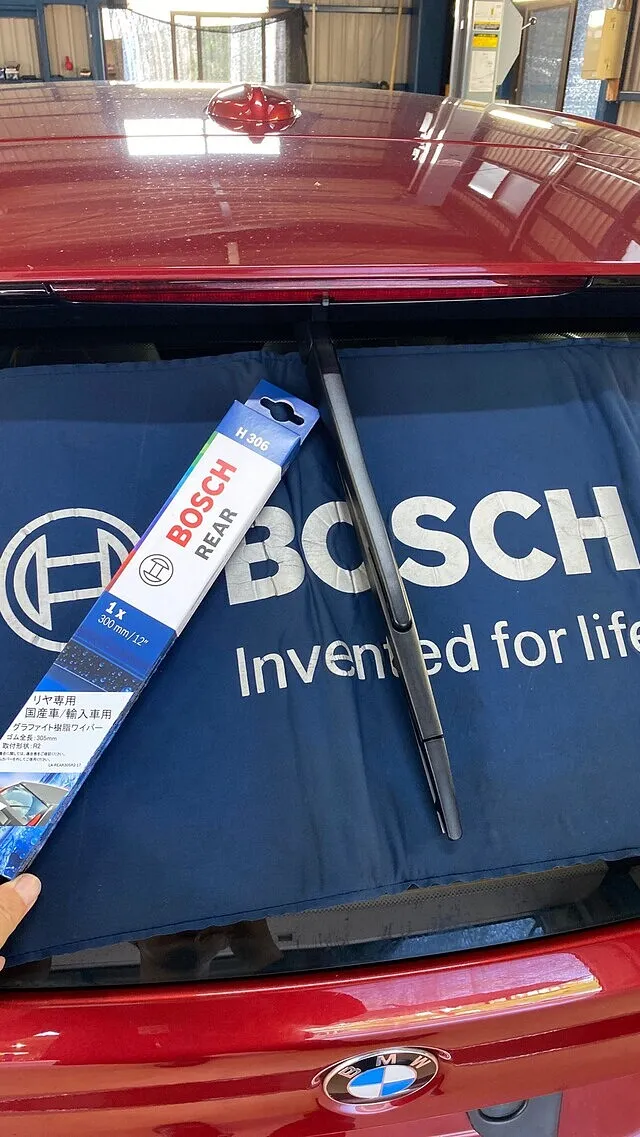 H 306
BOSCH
REAR
1x
300 mm/12"
リヤ専用
国産車/輸入車用
グラファイト樹脂ワイパー
ゴム全長:305mm
取付形状:R2
BOSCH
Invented for life
BMW